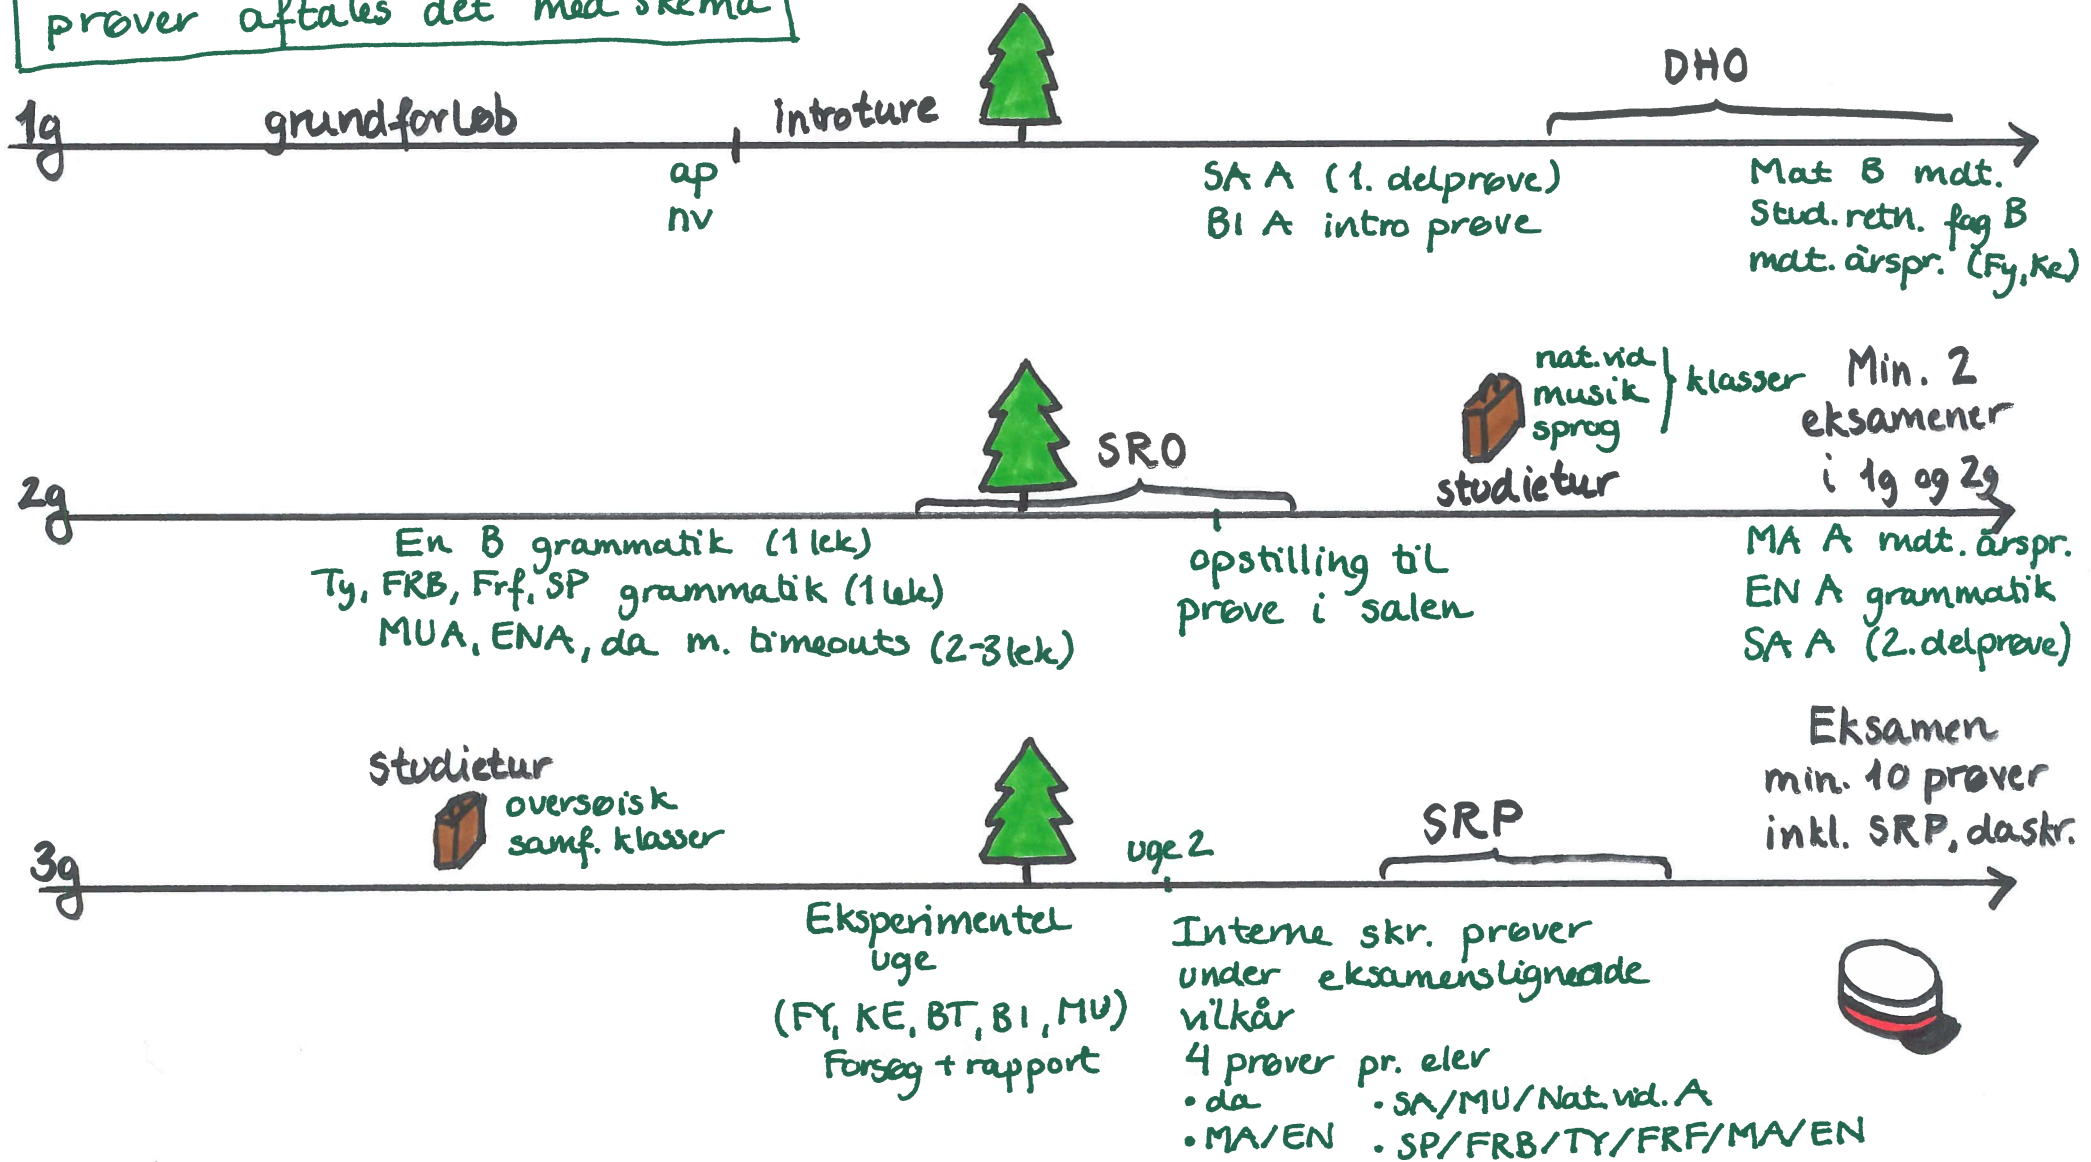 prøver aftales det med skema
1g
grundforløb
introture
DHO
ap
nv
SA A (1. delprøve)
BI A intro prøve
Mat B mdt.
Stud. retn. fag B
mdt. årspr. (Fy, Ke)
2g
SRO
nat.vid
musik
sprog
klasser
studietur
Min. 2
eksamener
i 1g og 2g
En B grammatik (1 lek)
Ty, FRB, Frf, SP grammatik (1 lek)
MUA, ENA, da m. timeouts (2-3 lek)
opstilling til
prøve i salen
MA A mdt. årspr.
EN A grammatik
SA A (2. delprøve)
3g
studietur
oversøisk
samf. klasser
uge 2
SRP
Eksamen
min. 10 prøver
inkl. SRP, da skr.
Eksperimentel
uge
(FY, KE, BT, BI, MU)
Forsøg + rapport
Interne skr. prøver
under eksamenslignende
vilkår
4 prøver pr. elev
• da • SA/MU/Nat.vid. A
• MA/EN • SP/FRB/TY/FRF/MA/EN